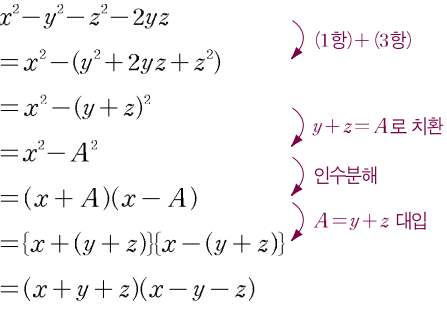 x²−y²−z²−2yz
=x²−(y²+2yz+z²)
(1항)+(3항)
=x²−(y+z)²
=x²−A²
y+z=A로 치환
=(x+A)(x−A)
인수분해
={x+(y+z)}{x−(y+z)}
A=y+z 대입
=(x+y+z)(x−y−z)